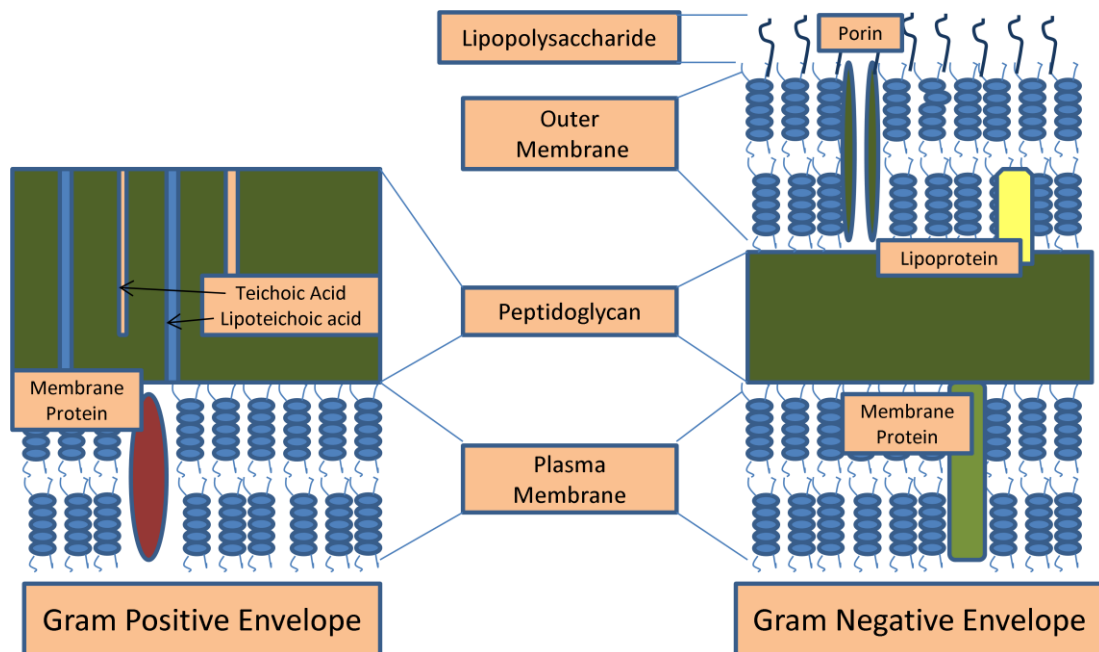 Lipopolysaccharide
Porin
Outer
Membrane
Teichoic Acid
Lipoteichoic acid
Lipoprotein
Peptidoglycan
Membrane
Protein
Membrane
Protein
Plasma
Membrane
Gram Positive Envelope
Gram Negative Envelope